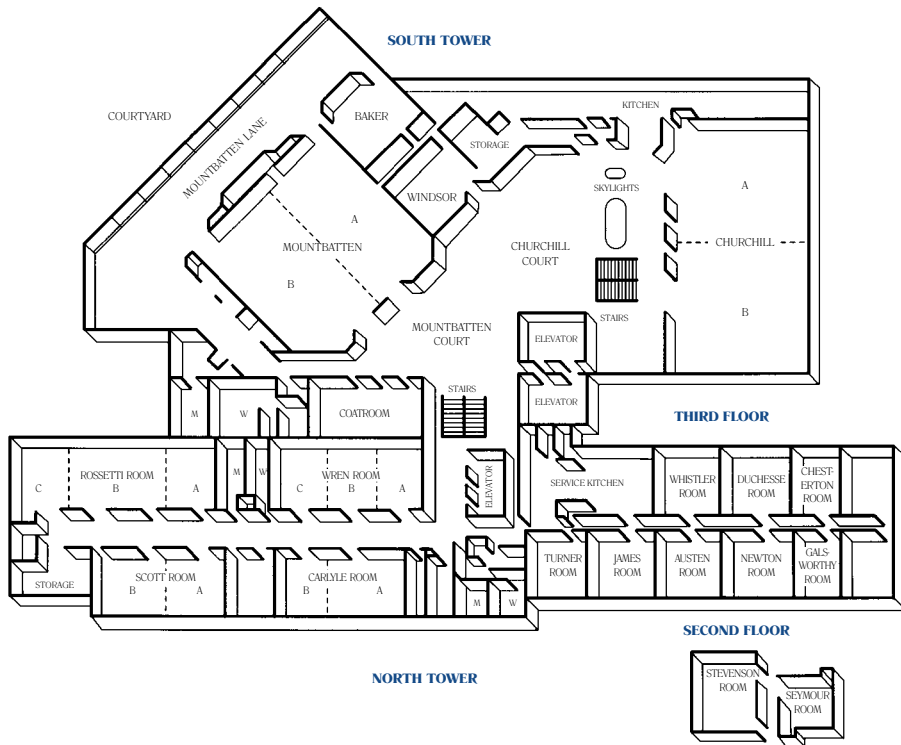 SOUTH TOWER
COURTYARD
MOUNTBATTEN LANE
BAKER
STORAGE
KITCHEN
WINDSOR
SKYLIGHTS
A
MOUNTBATTEN
B
CHURCHILL
COURT
A
CHURCHILL
B
STAIRS
MOUNTBATTEN
COURT
ELEVATOR
ELEVATOR
STAIRS
M
W
COATROOM
THIRD FLOOR
ROSSETTI ROOM
C
B
A
M
W
WREN ROOM
C
B
A
ELEVATOR
SERVICE KITCHEN
WHISTLER
ROOM
DUCHESSE
ROOM
CHEST-
ERTON
ROOM
STORAGE
SCOTT ROOM
B
A
CARLYLE ROOM
B
A
M
W
TURNER
ROOM
JAMES
ROOM
AUSTEN
ROOM
NEWTON
ROOM
GALS-
WORTHY
ROOM
SECOND FLOOR
NORTH TOWER
STEVENSON
ROOM
SEYMOUR
ROOM